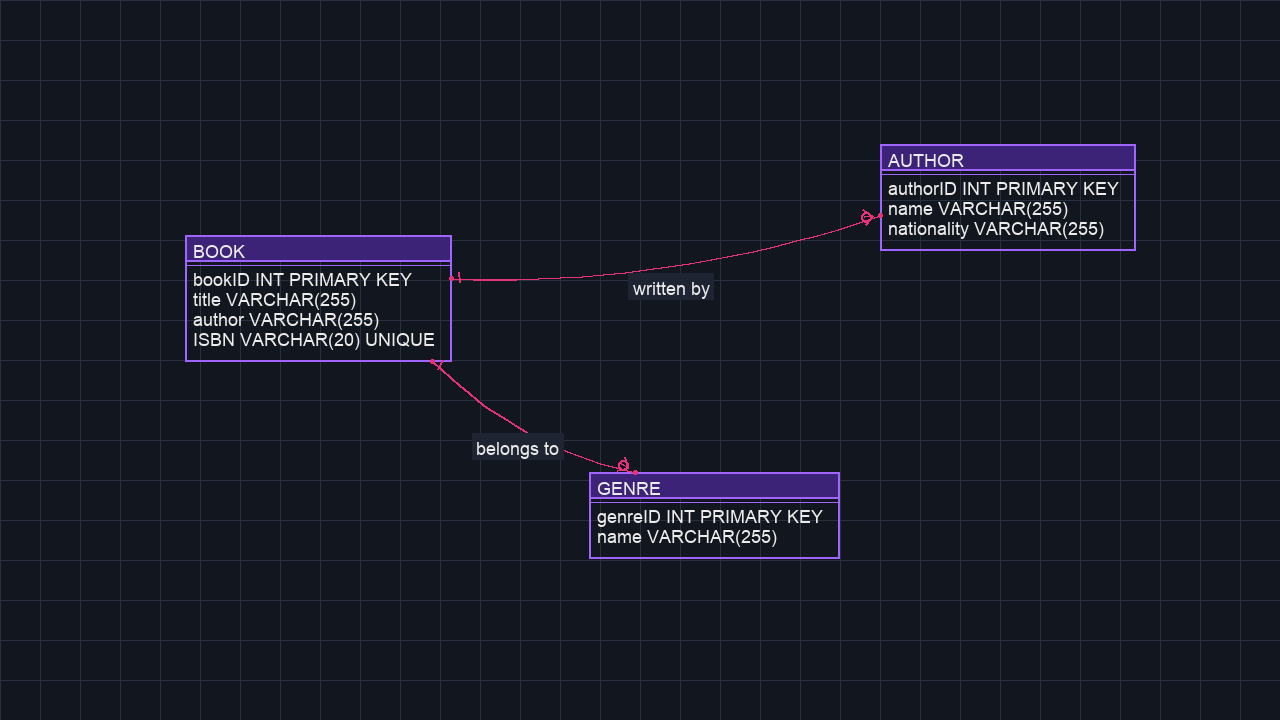 AUTHOR
authorID INT PRIMARY KEY
name VARCHAR(255)
nationality VARCHAR(255)
BOOK
bookID INT PRIMARY KEY
title VARCHAR(255)
author VARCHAR(255)
ISBN VARCHAR(20) UNIQUE
written by
belongs to
GENRE
genreID INT PRIMARY KEY
name VARCHAR(255)